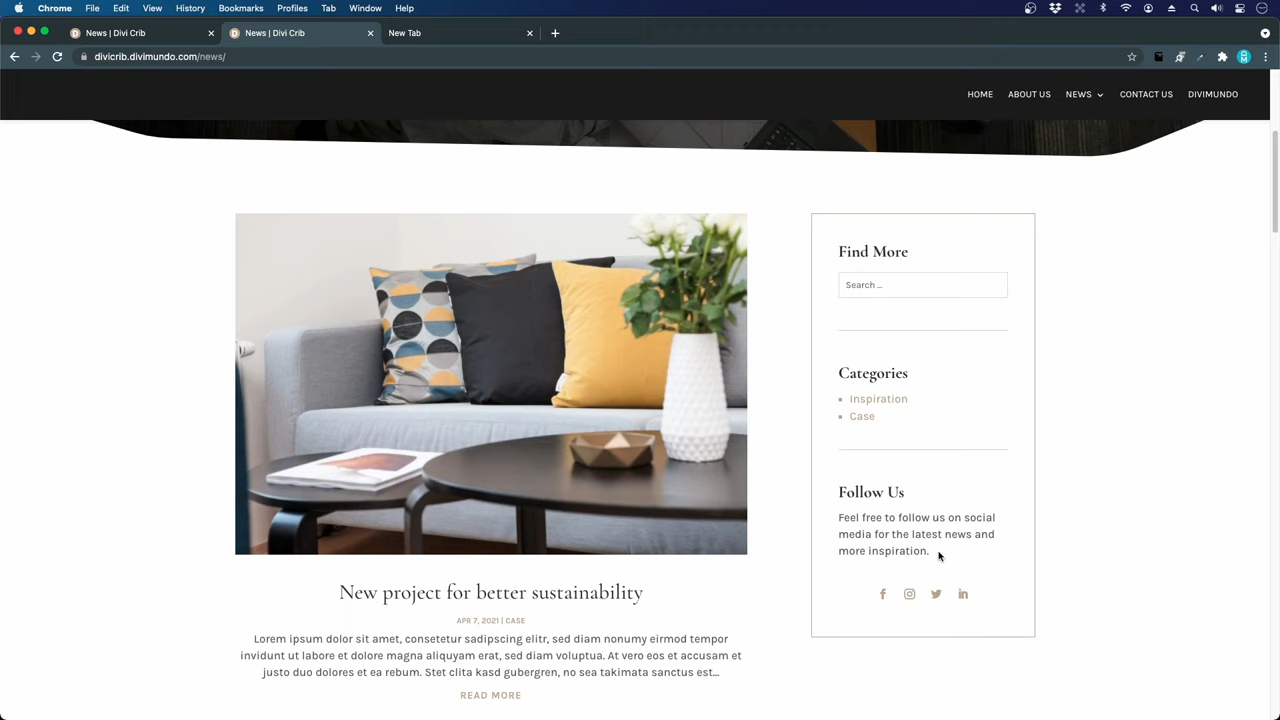 Chrome File Edit View History Bookmarks Profiles Tab Window Help
News | Divi Crib
News | Divi Crib
New Tab
divicrib.divimundo.com/news/
HOME ABOUT US NEWS CONTACT US DIVIMUNDO
Find More
Search …
Categories
Inspiration
Case
Follow Us
Feel free to follow us on social
media for the latest news and
more inspiration.
New project for better sustainability
APR 7, 2021 | CASE
Lorem ipsum dolor sit amet, consetetur sadipscing elitr, sed diam nonumy eirmod tempor
invidunt ut labore et dolore magna aliquyam erat, sed diam voluptua. At vero eos et accusam et
justo duo dolores et ea rebum. Stet clita kasd gubergren, no sea takimata sanctus est...
READ MORE